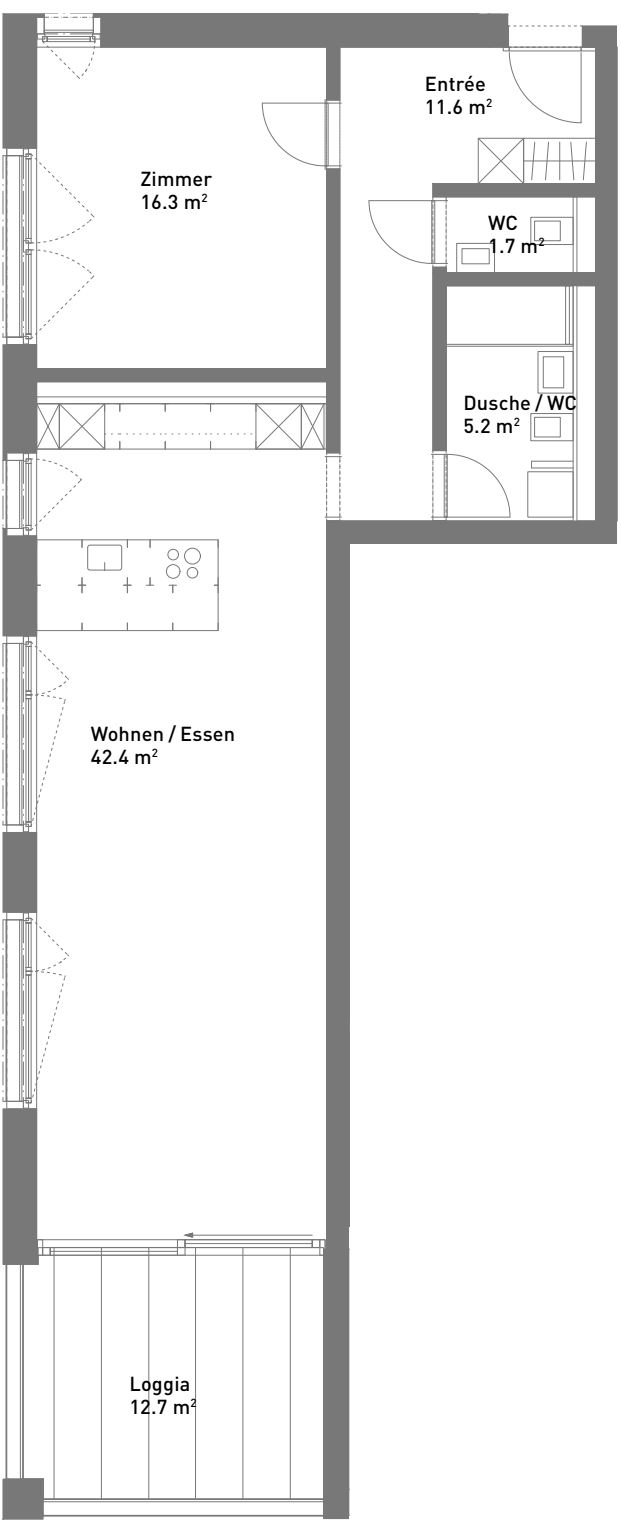 Entrée
11.6 m²
Zimmer
16.3 m²
WC
1.7 m²
Dusche / WC
5.2 m²
Wohnen / Essen
42.4 m²
Loggia
12.7 m²